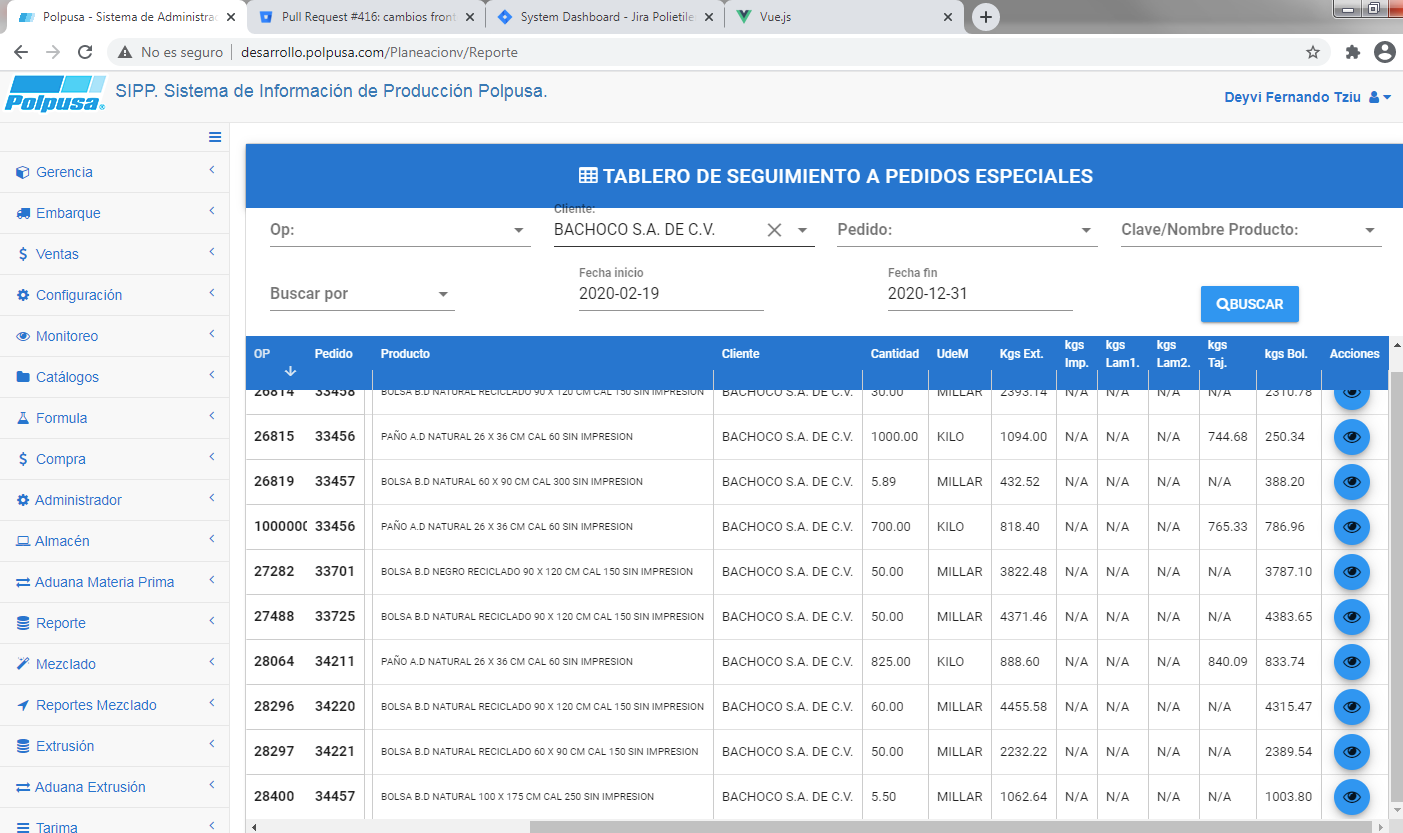 Polpusa - Sistema de Administrac
Pull Request #416: cambios front
System Dashboard - Jira Polietile
Vue.js
No es seguro
desarrollo.polpusa.com/Planeacionv/Reporte
Polpusa
SIPP. Sistema de Información de Producción Polpusa.
Deyvi Fernando Tziu
Gerencia
Embarque
Ventas
Configuración
Monitoreo
Catálogos
Formula
Compra
Administrador
Almacén
Aduana Materia Prima
Reporte
Mezclado
Reportes Mezclado
Extrusión
Aduana Extrusión
Tarima
TABLERO DE SEGUIMIENTO A PEDIDOS ESPECIALES
Op:
Cliente:
BACHOCO S.A. DE C.V.
Pedido:
Clave/Nombre Producto:
Buscar por
Fecha inicio
2020-02-19
Fecha fin
2020-12-31
BUSCAR
OP Pedido Producto Cliente Cantidad UdeM Kgs Ext. kgs Imp. kgs Lam1. kgs Lam2. kgs Taj. kgs Bol. Acciones
26814 33458 BOLSA B.D NATURAL RECICLADO 90 X 120 CM CAL 150 SIN IMPRESION BACHOCO S.A. DE C.V. 30.00 MILLAR 2393.14 N/A N/A N/A N/A 2310.78
26815 33456 PAÑO A.D NATURAL 26 X 36 CM CAL 60 SIN IMPRESION BACHOCO S.A. DE C.V. 1000.00 KILO 1094.00 N/A N/A N/A 744.68 250.34
26819 33457 BOLSA B.D NATURAL 60 X 90 CM CAL 300 SIN IMPRESION BACHOCO S.A. DE C.V. 5.89 MILLAR 432.52 N/A N/A N/A N/A 388.20
1000000 33456 PAÑO A.D NATURAL 26 X 36 CM CAL 60 SIN IMPRESION BACHOCO S.A. DE C.V. 700.00 KILO 818.40 N/A N/A N/A 765.33 786.96
27282 33701 BOLSA B.D NEGRO RECICLADO 90 X 120 CM CAL 150 SIN IMPRESION BACHOCO S.A. DE C.V. 50.00 MILLAR 3822.48 N/A N/A N/A N/A 3787.10
27488 33725 BOLSA B.D NATURAL RECICLADO 90 X 120 CM CAL 150 SIN IMPRESION BACHOCO S.A. DE C.V. 50.00 MILLAR 4371.46 N/A N/A N/A N/A 4383.65
28064 34211 PAÑO A.D NATURAL 26 X 36 CM CAL 60 SIN IMPRESION BACHOCO S.A. DE C.V. 825.00 KILO 888.60 N/A N/A N/A 840.09 833.74
28296 34220 BOLSA B.D NATURAL RECICLADO 90 X 120 CM CAL 150 SIN IMPRESION BACHOCO S.A. DE C.V. 60.00 MILLAR 4455.58 N/A N/A N/A N/A 4315.47
28297 34221 BOLSA B.D NATURAL RECICLADO 60 X 90 CM CAL 150 SIN IMPRESION BACHOCO S.A. DE C.V. 50.00 MILLAR 2232.22 N/A N/A N/A N/A 2389.54
28400 34457 BOLSA B.D NATURAL 100 X 175 CM CAL 250 SIN IMPRESION BACHOCO S.A. DE C.V. 5.50 MILLAR 1062.64 N/A N/A N/A N/A 1003.80